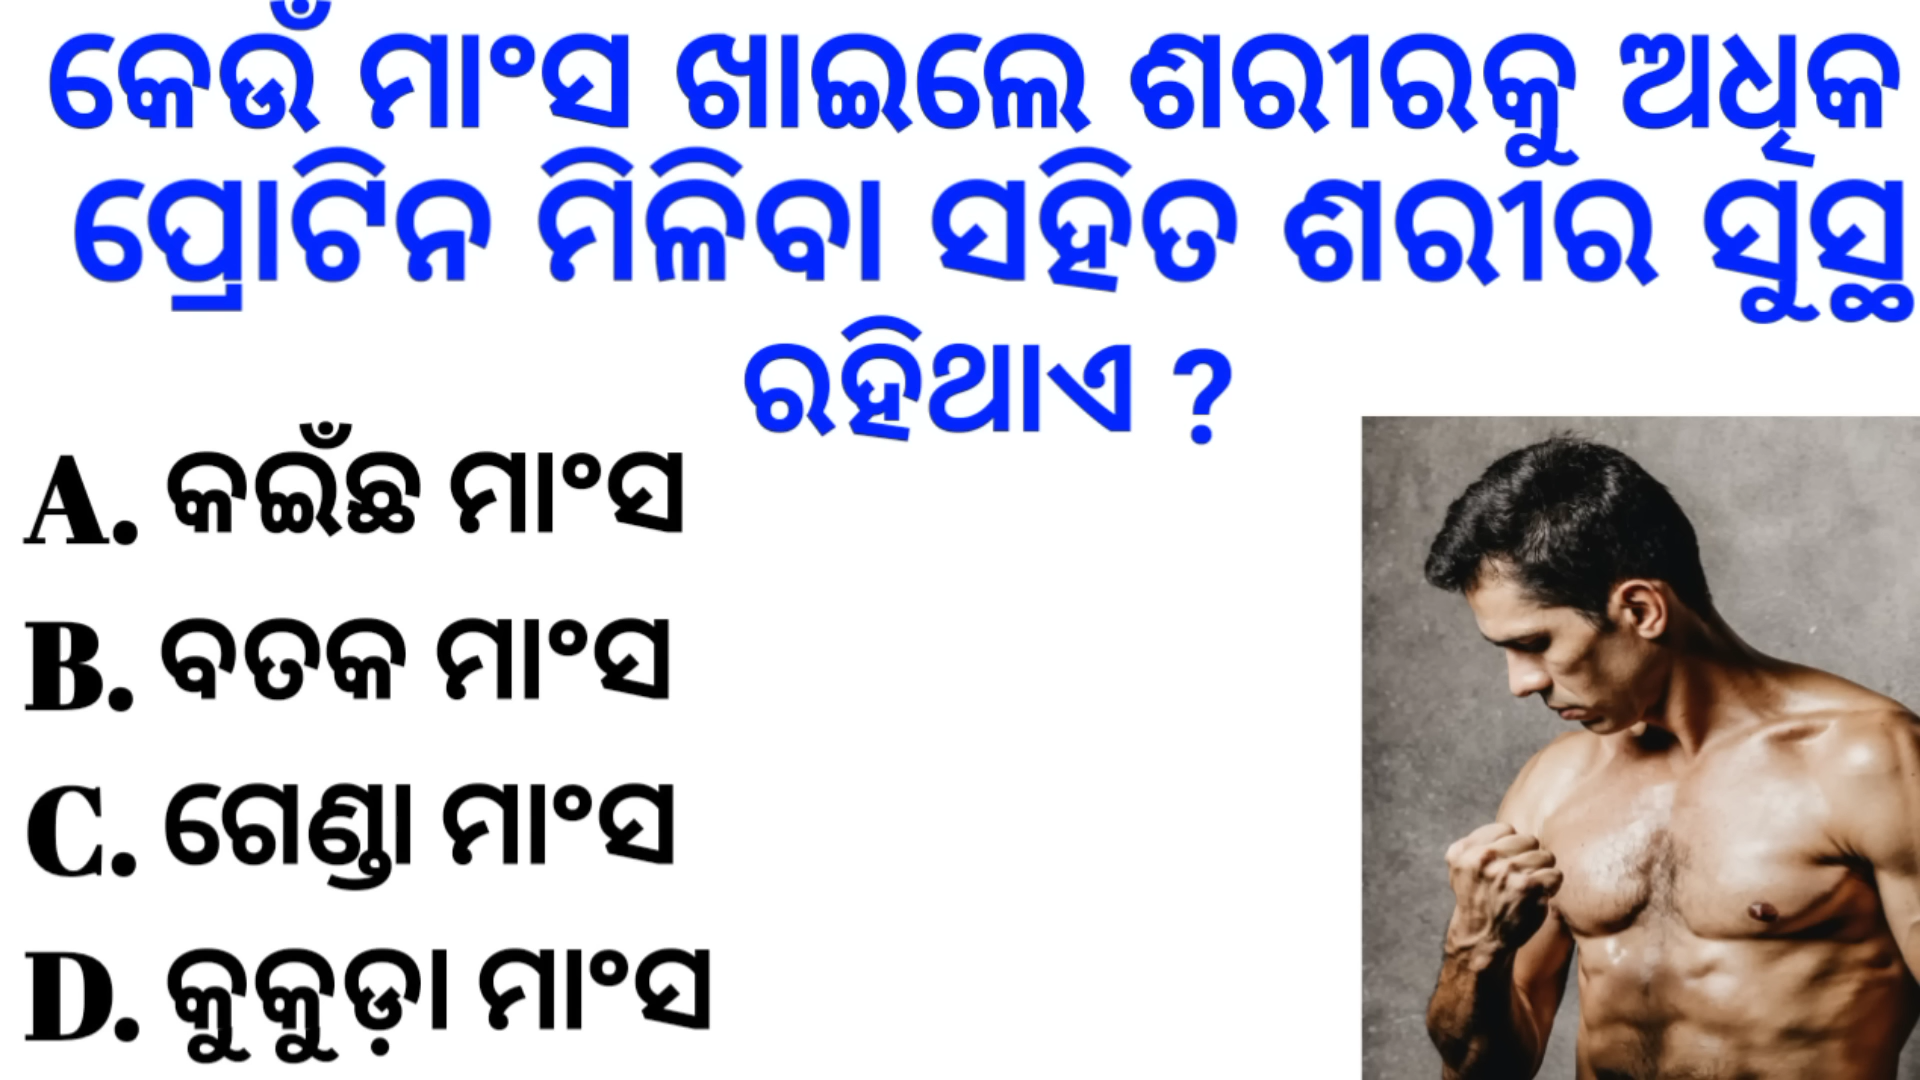 କେଉଁ ମାଂସ ଖାଇଲେ ଶରୀରକୁ ଅଧିକ
ପ୍ରୋଟିନ ମିଳିବା ସହିତ ଶରୀର ସୁସ୍ଥ
ରହିଥାଏ ?
A. କଇଁଛ ମାଂସ
B. ବତକ ମାଂସ
C. ଗେଣ୍ଡା ମାଂସ
D. କୁକୁଡ଼ା ମାଂସ